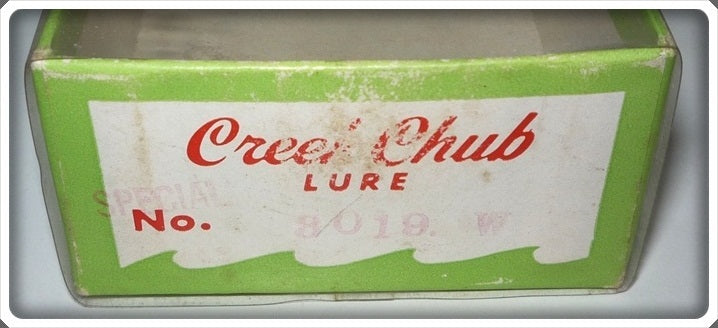 Creek Chub
LURE
SPECIAL
No. 8019. W